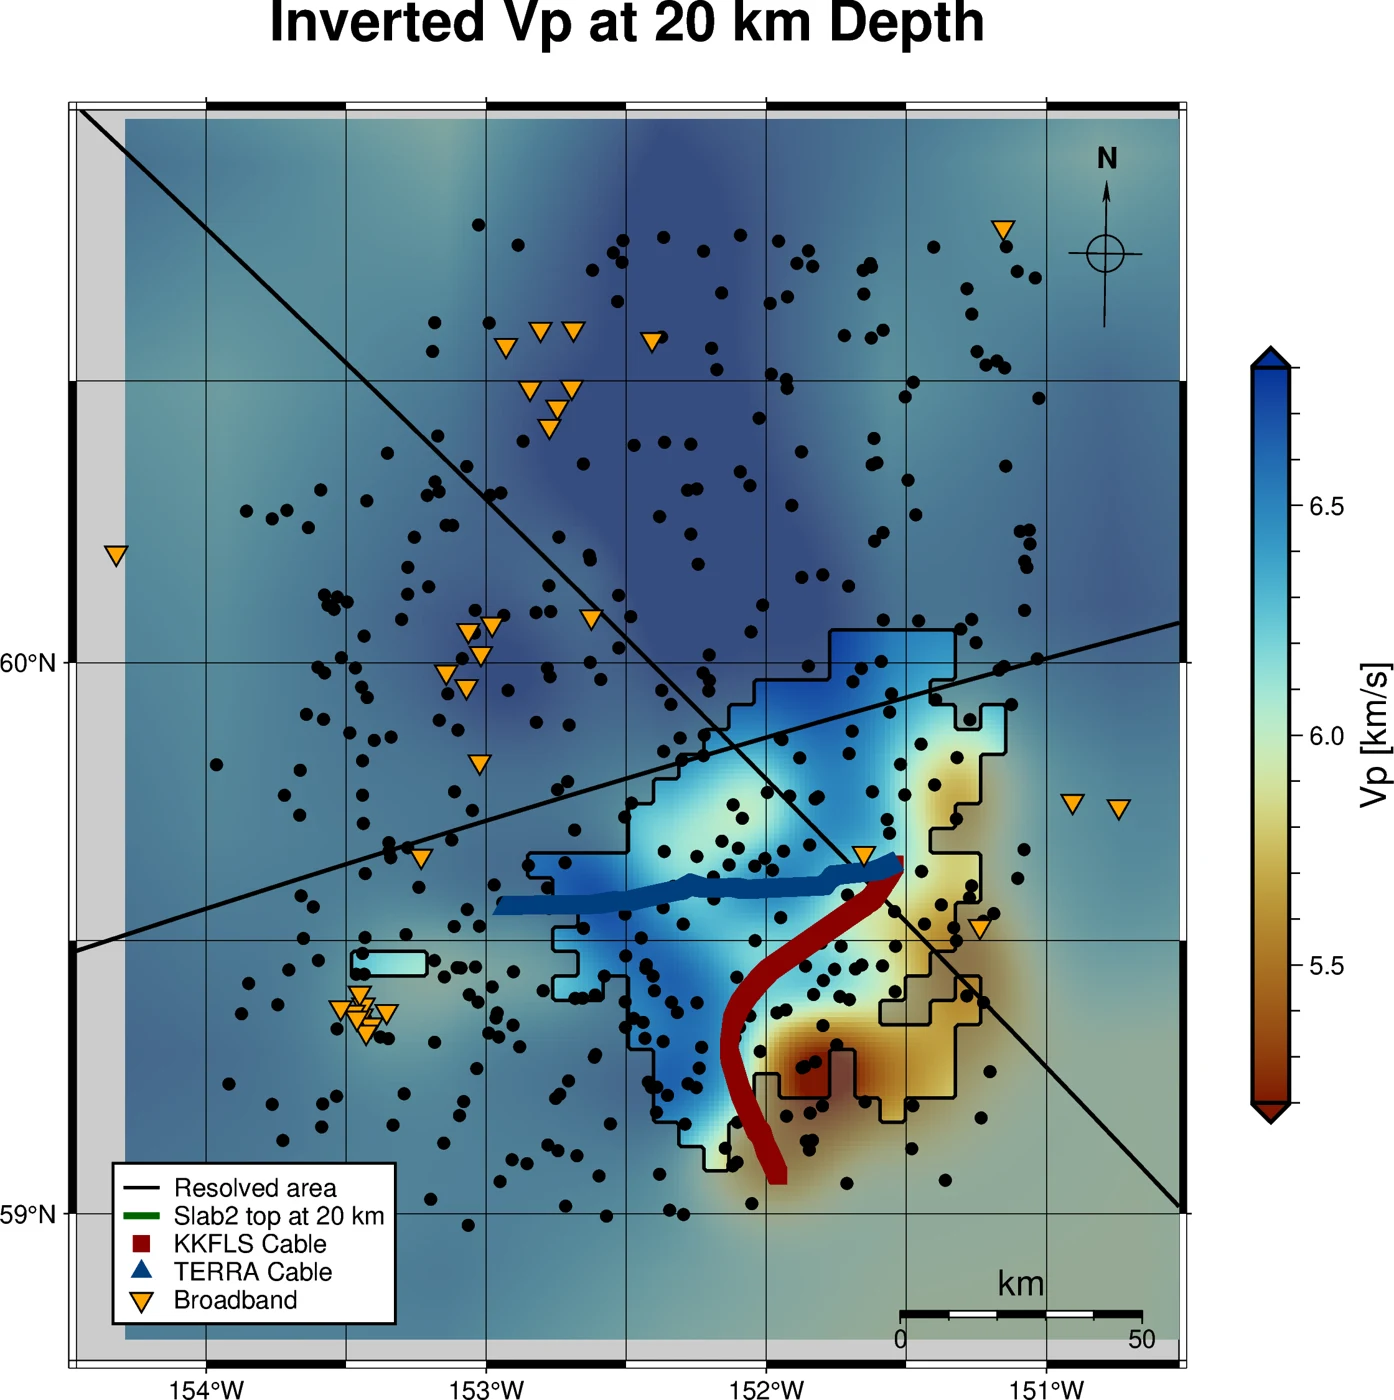 Inverted Vp at 20 km Depth
N
60°N
59°N
154°W
153°W
152°W
151°W
6.5
6.0
5.5
Vp [km/s]
Resolved area
Slab2 top at 20 km
KKFLS Cable
TERRA Cable
Broadband
km
0
50